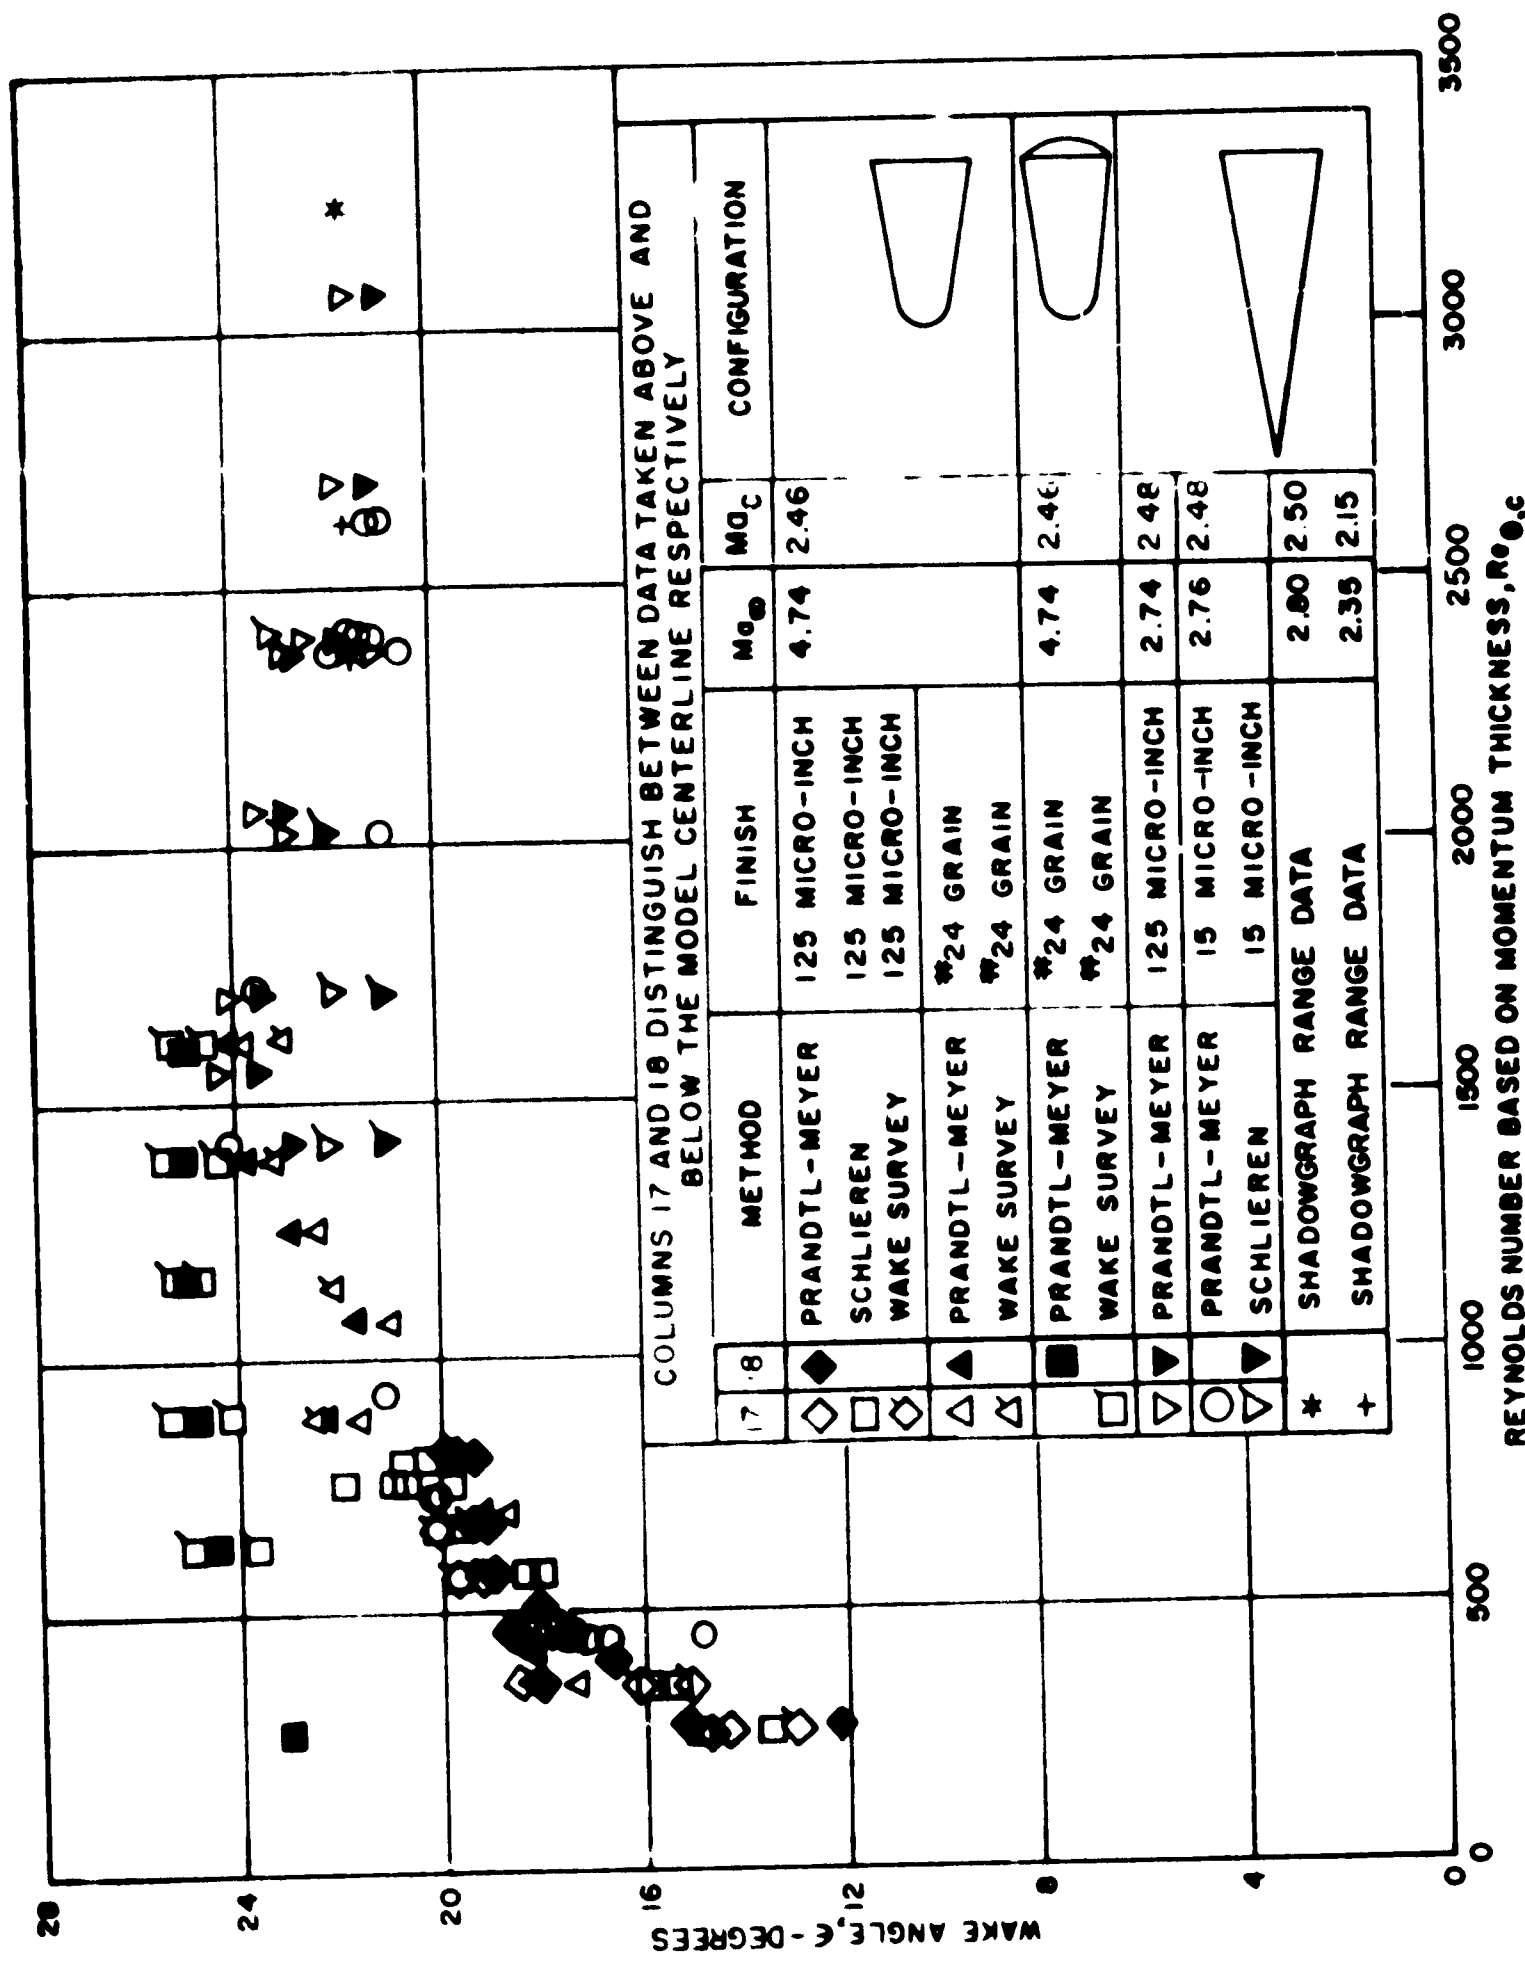 28
24
20
16
12
8
4
0
WAKE ANGLE, ϵ - DEGREES
0
500
1000
1500
2000
2500
3000
3500
REYNOLDS NUMBER BASED ON MOMENTUM THICKNESS, Reθ,c
COLUMNS 17 AND 18 DISTINGUISH BETWEEN DATA TAKEN ABOVE AND
BELOW THE MODEL CENTERLINE RESPECTIVELY
17 18 METHOD FINISH Ma∞ Mac CONFIGURATION
PRANDTL-MEYER 125 MICRO-INCH 4.74 2.46
SCHLIEREN 125 MICRO-INCH
WAKE SURVEY 125 MICRO-INCH
PRANDTL-MEYER #24 GRAIN
WAKE SURVEY #24 GRAIN
PRANDTL-MEYER #24 GRAIN 4.74 2.46
WAKE SURVEY #24 GRAIN
PRANDTL-MEYER 125 MICRO-INCH 2.74 2.48
PRANDTL-MEYER 15 MICRO-INCH 2.76 2.48
SCHLIEREN 15 MICRO-INCH
* SHADOWGRAPH RANGE DATA 2.80 2.50
+ SHADOWGRAPH RANGE DATA 2.35 2.15